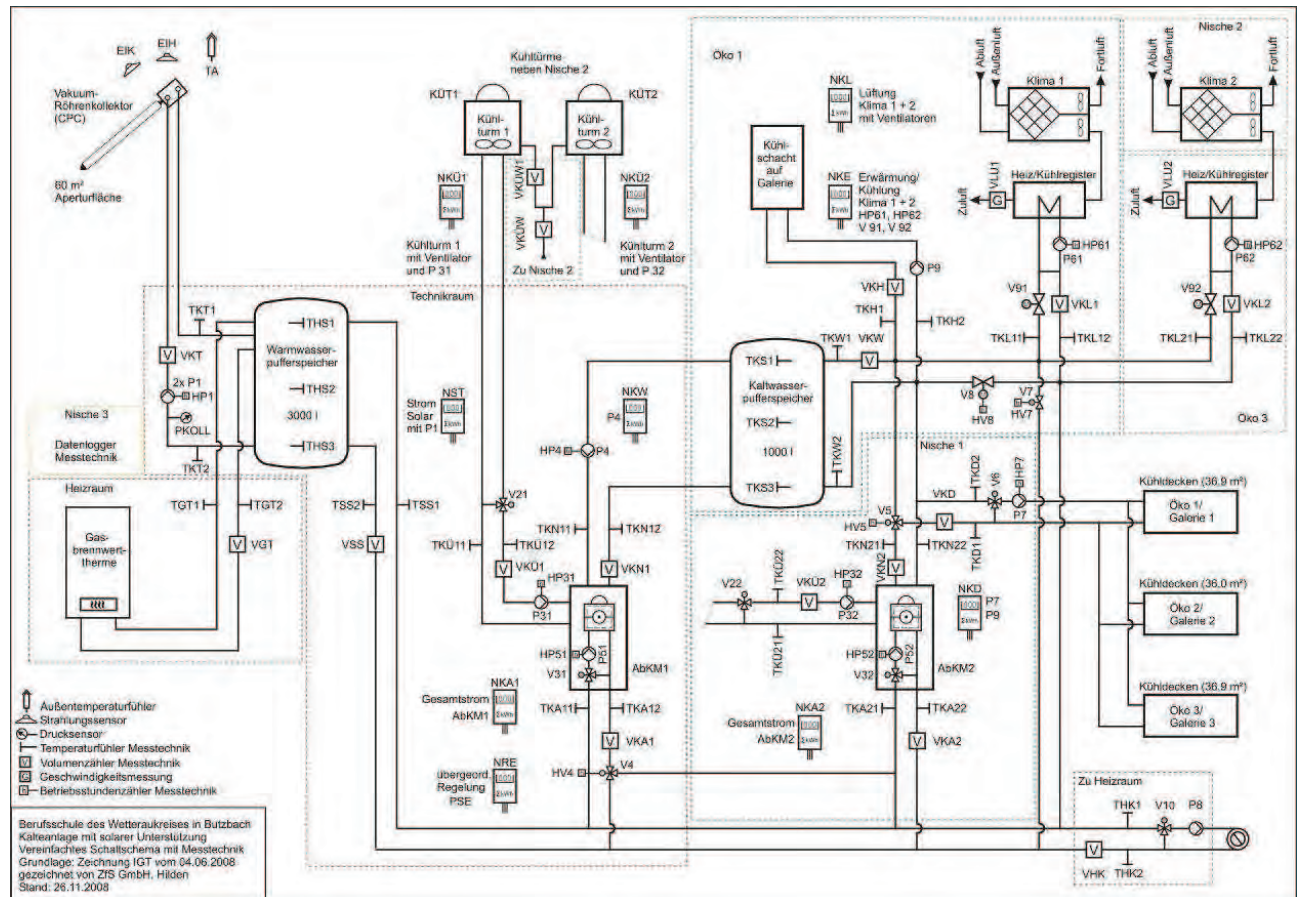 EIK
EIH
TA
Vakuum-
Röhrenkollektor
(CPC)
60 m²
Aperturfläche
Kühltürme
neben Nische 2
KÜT1
KÜT2
Kühl-
turm 1
Kühl-
turm 2
VKÜW1
VKÜW
Zu Nische 2
NKÜ1
NKÜ2
Kühlturm 1
mit Ventilator
und P 31
Kühlturm 2
mit Ventilator
und P 32
Öko 1
NKL
Lüftung
Klima 1 + 2
mit Ventilatoren
NKE
Erwärmung/
Kühlung
Klima 1 + 2
HP61, HP62
V 91, V 92
Kühl-
schacht
auf
Galerie
Abluft
Außenluft
Klima 1
Fortluft
Nische 2
Abluft
Außenluft
Klima 2
Fortluft
Zuluft
VLU1
G
Heiz/Kühlregister
Zuluft
VLU2
G
Heiz/Kühlregister
HP61
P61
HP62
P62
P9
VKH
V
V91
V
VKL1
V92
V
VKL2
TKH1
TKH2
TKL11
TKL12
TKL21
TKL22
Öko 3
Technikraum
TKT1
V
VKT
2x P1
HP1
PKOLL
TKT2
THS1
Warmwasser-
pufferspeicher
THS2
3000 l
THS3
NST
Strom
Solar
mit P1
NKW
P4
HP4
P4
TKS1
Kaltwasser-
pufferspeicher
TKS2
1000 l
TKS3
TKW1
V
VKW
TKW2
V8
HV8
V7
HV7
Nische 3
Datenlogger
Messtechnik
Heizraum
Gas-
brennwert-
therme
TGT1
TGT2
V
VGT
TSS2
TSS1
VSS
V
V21
TKÜ11
TKÜ12
VKÜ1
V
HP31
P31
TKN11
TKN12
V
VKN1
HP51
P51
V31
AbKM1
NKA1
Gesamtstrom
AbKM1
TKA11
TKA12
V
VKA1
NRE
übergeord.
Regelung
PSE
HV4
V4
Nische 1
V5
HV5
TKN21
TKN22
VKN2
V
VKD
V
TKD2
TKD1
V6
HP7
P7
NKD
P7
P9
V22
TKÜ22
TKÜ21
VKÜ2
V
HP32
P32
HP52
P52
V32
AbKM2
NKA2
Gesamtstrom
AbKM2
TKA21
TKA22
V
VKA2
Kühldecken (36,9 m²)
Öko 1/
Galerie 1
Kühldecken (36,0 m²)
Öko 2/
Galerie 2
Kühldecken (36,9 m²)
Öko 3/
Galerie 3
Zu Heizraum
THK1
V10
P8
V
VHK
THK2
Außentemperaturfühler
Strahlungssensor
Drucksensor
Temperaturfühler Messtechnik
V Volumenzähler Messtechnik
G Geschwindigkeitsmessung
Betriebsstundenzähler Messtechnik
Berufsschule des Wetteraukreises in Butzbach
Kälteanlage mit solarer Unterstützung
Vereinfachtes Schaltschema mit Messtechnik
Grundlage: Zeichnung IGT vom 04.06.2008
gezeichnet von ZfS GmbH, Hilden
Stand: 26.11.2008